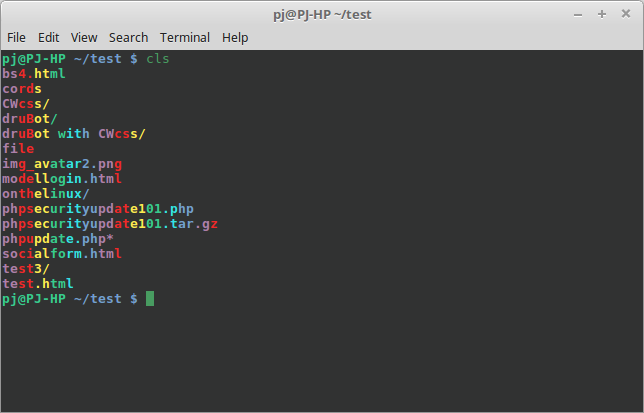 pj@PJ-HP ~/test
File Edit View Search Terminal Help
pj@PJ-HP ~/test $ cls
bs4.html
cords
CWcss/
druBot/
druBot with CWcss/
file
img_avatar2.png
modellogin.html
onthelinux/
phpsecurityupdate101.php
phpsecurityupdate101.tar.gz
phpupdate.php*
socialform.html
test3/
test.html
pj@PJ-HP ~/test $